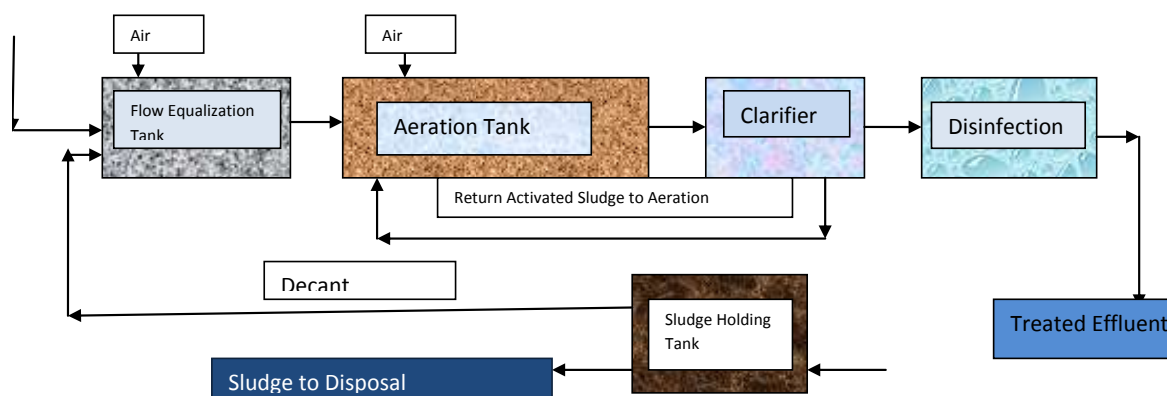 Air
Air
Flow Equalization
Tank
Aeration Tank
Clarifier
Disinfection
Return Activated Sludge to Aeration
Decant
Sludge Holding
Tank
Treated Effluent
Sludge to Disposal